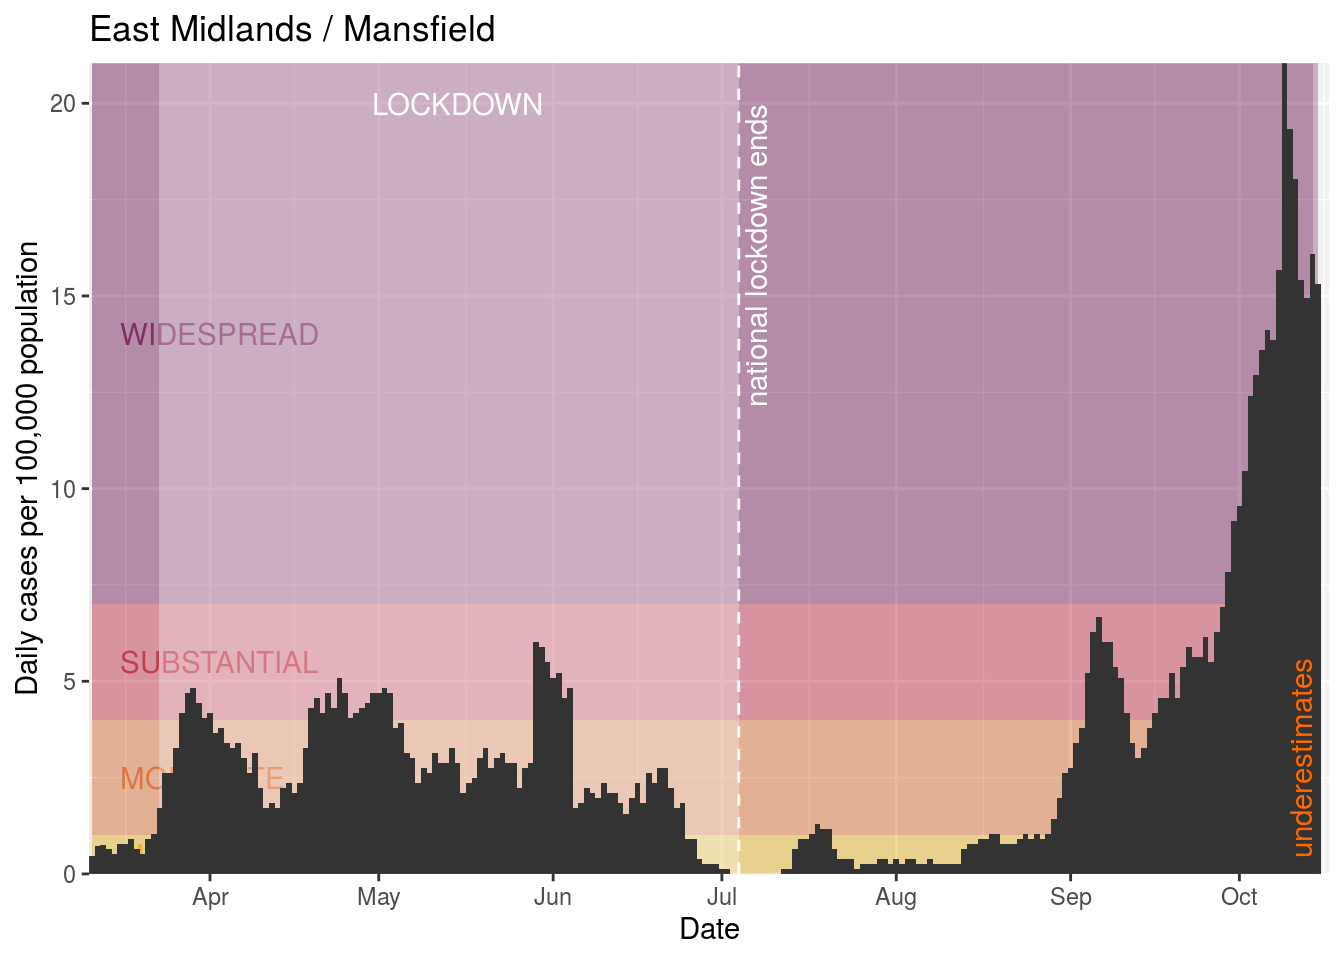 East Midlands / Mansfield
Daily cases per 100,000 population
20
15
10
5
0
LOCKDOWN
national lockdown ends
WIDESPREAD
SUBSTANTIAL
underestimates
Apr
May
Jun
Jul
Aug
Sep
Oct
Date